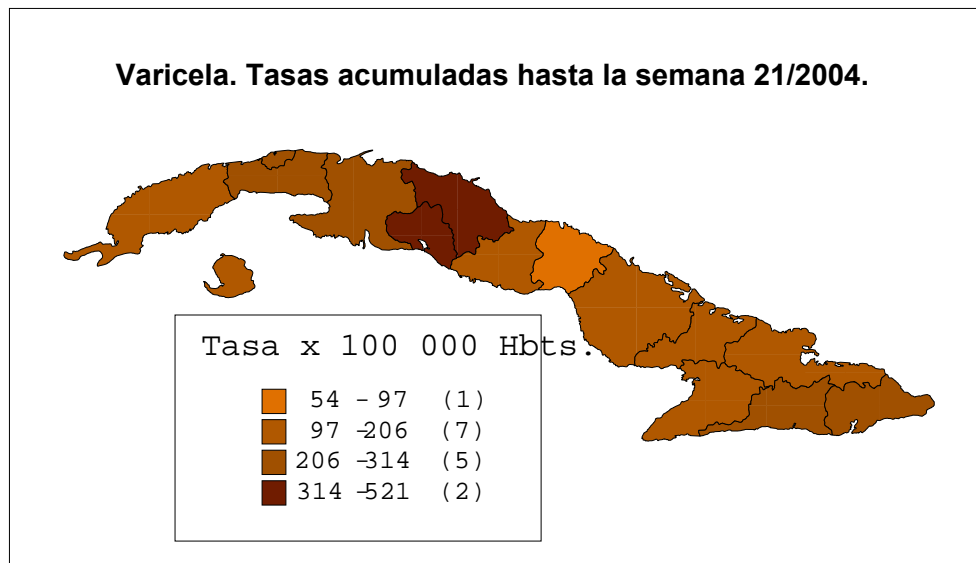 Varicela. Tasas acumuladas hasta la semana 21/2004.
Tasa x 100 000 Hbts.
54 - 97 (1)
97 -206 (7)
206 -314 (5)
314 -521 (2)